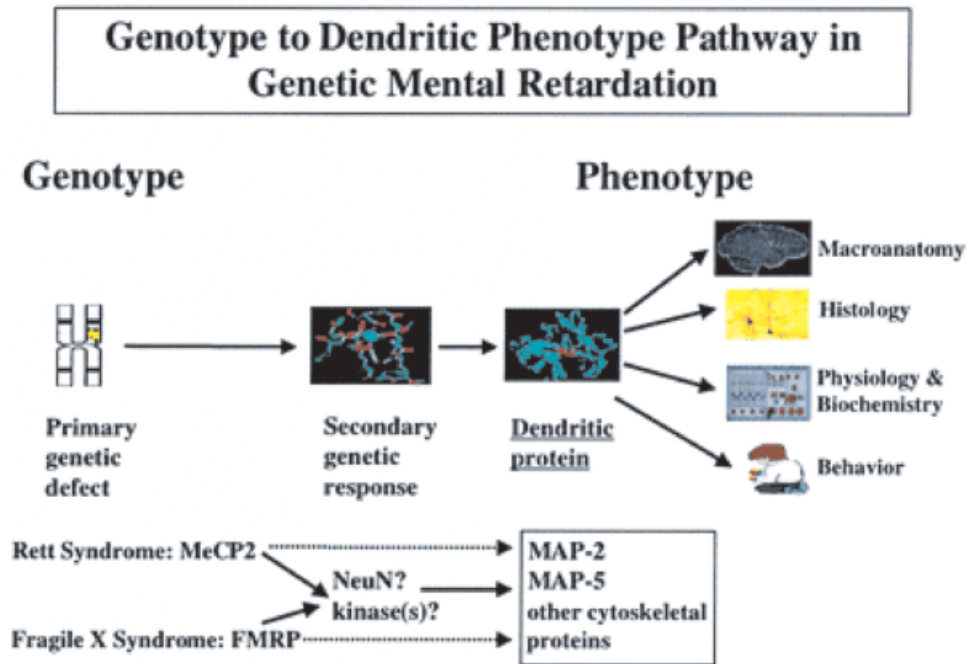 Genotype to Dendritic Phenotype Pathway in
Genetic Mental Retardation
Genotype
Phenotype
Macroanatomy
Histology
Physiology &
Biochemistry
Behavior
Primary
genetic
defect
Secondary
genetic
response
Dendritic
protein
Rett Syndrome: MeCP2
NeuN?
kinase(s)?
Fragile X Syndrome: FMRP
MAP-2
MAP-5
other cytoskeletal
proteins